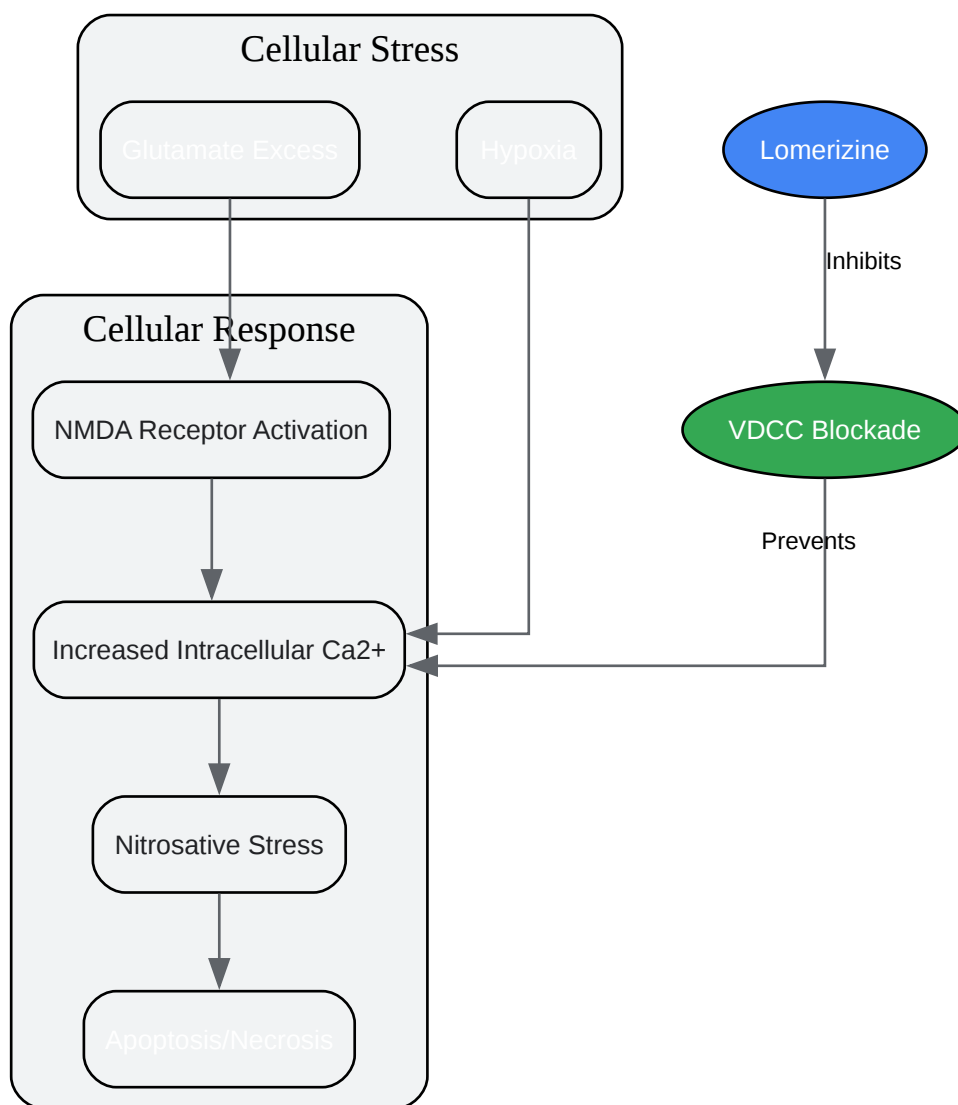 Cellular Stress
Glutamate Excess
Hypoxia
Lomerizine
Inhibits
Cellular Response
NMDA Receptor Activation
VDCC Blockade
Prevents
Increased Intracellular Ca2+
Nitrosative Stress
Apoptosis/Necrosis